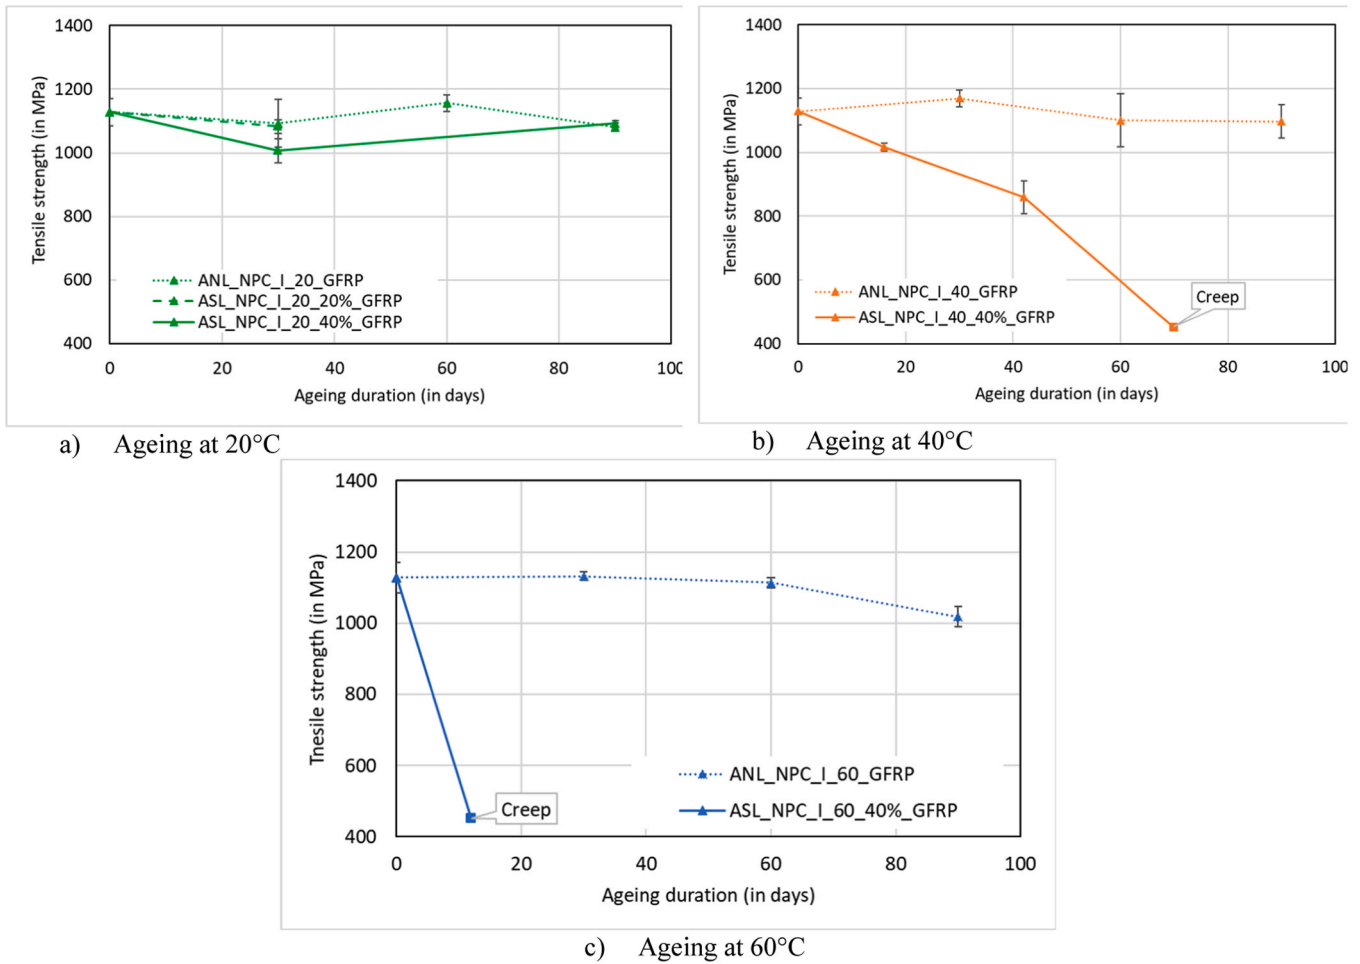 1400
1200
1000
800
600
400
Tensile strength (in MPa)
ANL_NPC_I_20_GFRP
ASL_NPC_I_20_20%_GFRP
ASL_NPC_I_20_40%_GFRP
0 20 40 60 80 100
Ageing duration (in days)
a) Ageing at 20°C
1400
1200
1000
800
600
400
Tensile strength (in MPa)
ANL_NPC_I_40_GFRP
ASL_NPC_I_40_40%_GFRP
Creep
0 20 40 60 80 100
Ageing duration (in days)
b) Ageing at 40°C
1400
1200
1000
800
600
400
Tnesile strength (in MPa)
ANL_NPC_I_60_GFRP
ASL_NPC_I_60_40%_GFRP
Creep
0 20 40 60 80 100
Ageing duration (in days)
c) Ageing at 60°C